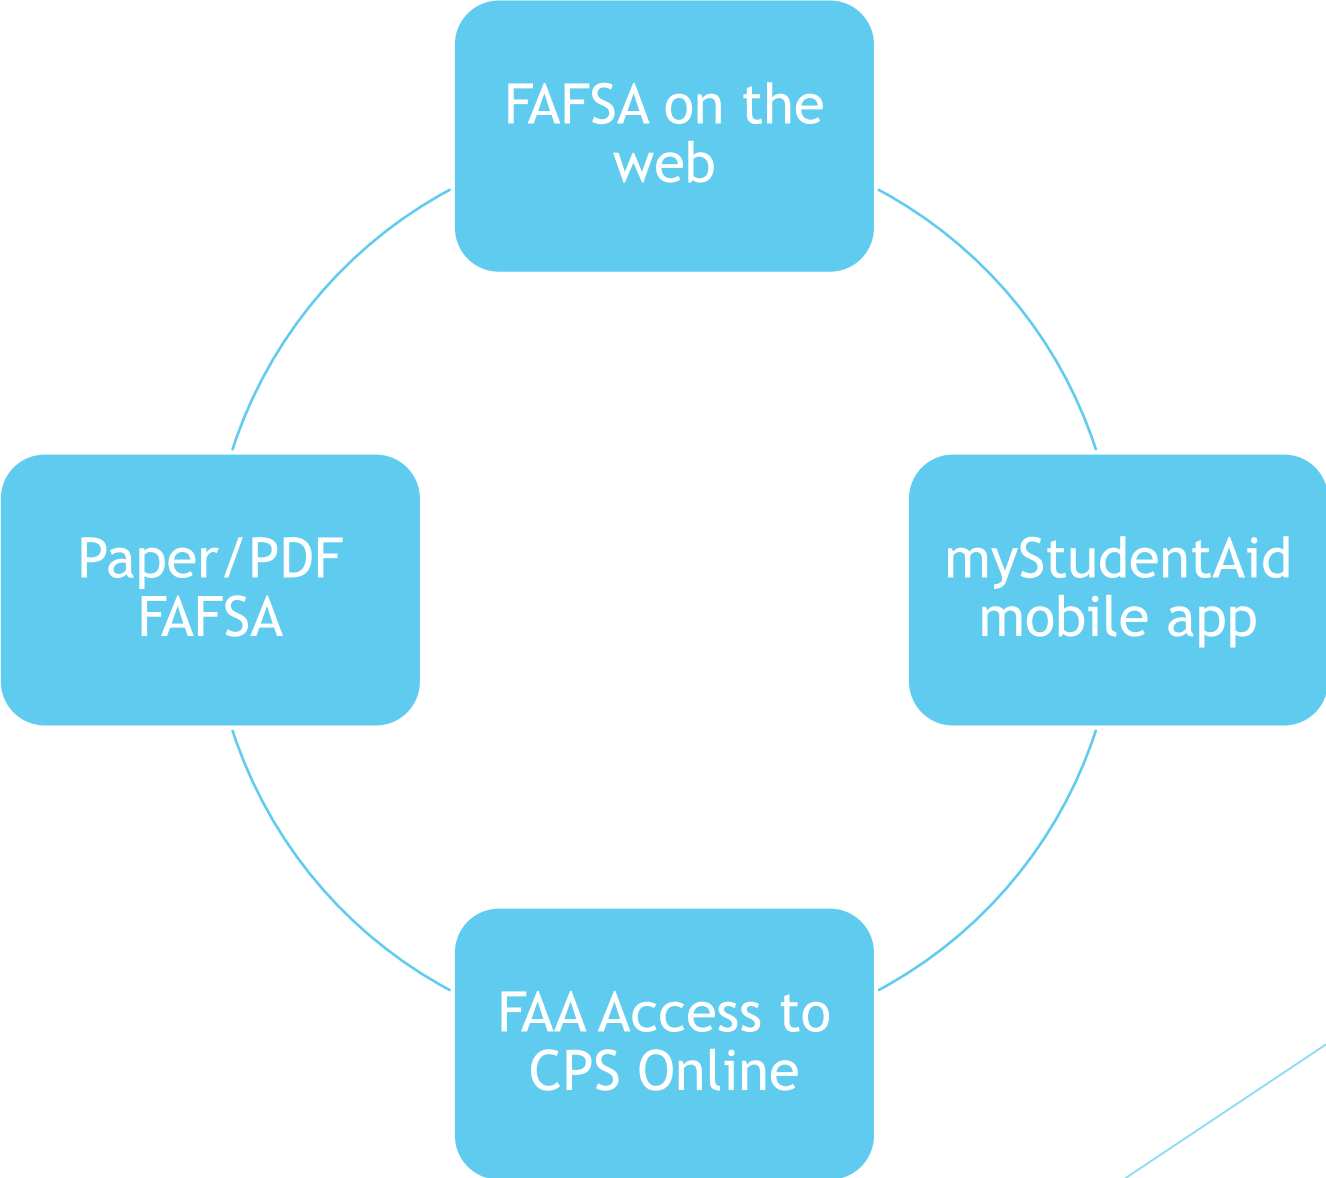 FAFSA on the
web
Paper/PDF
FAFSA
myStudentAid
mobile app
FAA Access to
CPS Online